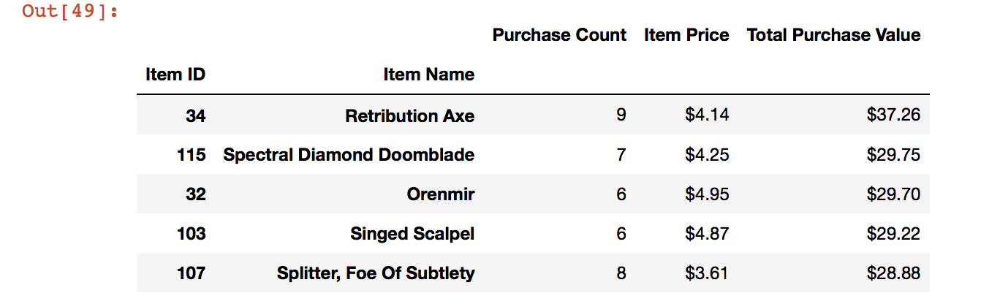 Out[49]:
Purchase Count Item Price Total Purchase Value
Item ID Item Name
34 Retribution Axe 9 $4.14 $37.26
115 Spectral Diamond Doomblade 7 $4.25 $29.75
32 Orenmir 6 $4.95 $29.70
103 Singed Scalpel 6 $4.87 $29.22
107 Splitter, Foe Of Subtlety 8 $3.61 $28.88